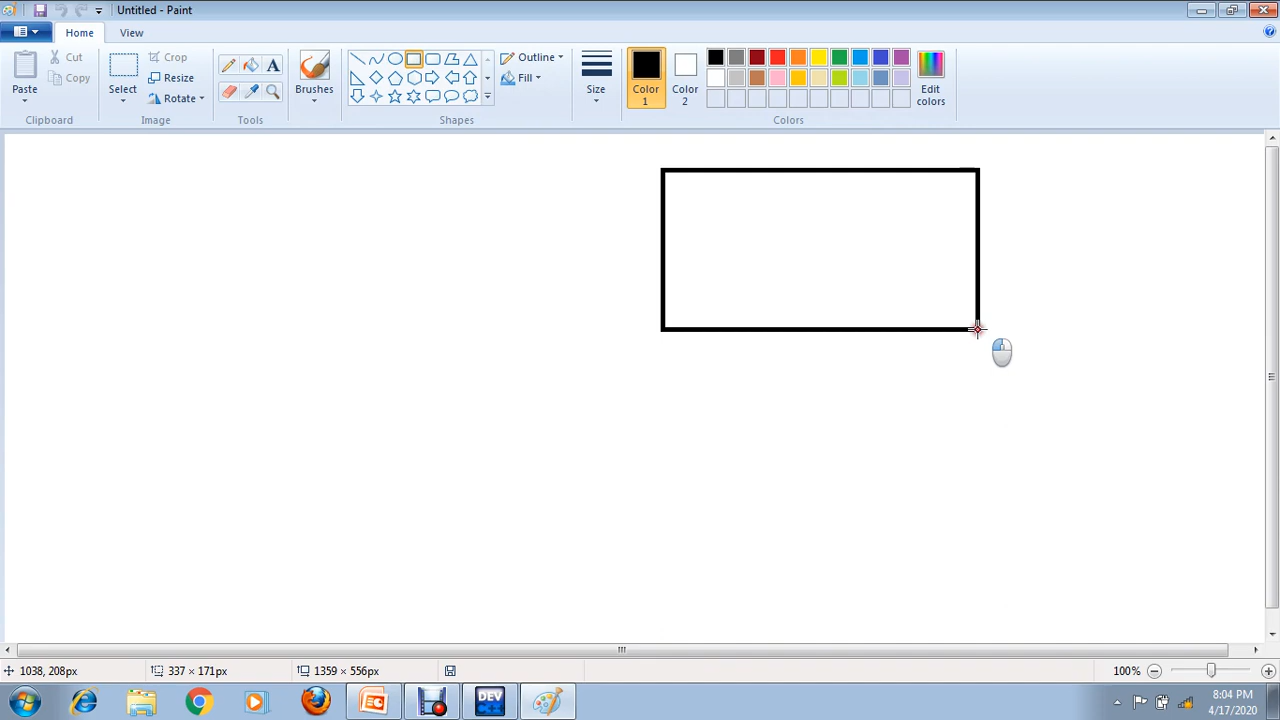 Untitled - Paint
Home
View
Cut
Copy
Paste
Clipboard
Crop
Resize
Rotate
Select
Image
A
Tools
Brushes
Outline
Fill
Shapes
Size
Color 1
Color 2
Edit colors
Colors
1038, 208px
337 × 171px
1359 × 556px
100%
DEV C++
8:04 PM
4/17/2020